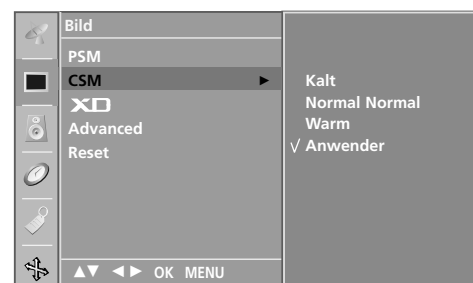 Bild
PSM
CSM ►
XD
Advanced
Reset
▲▼ ◄► OK MENU
Kalt
Normal Normal
Warm
√ Anwender